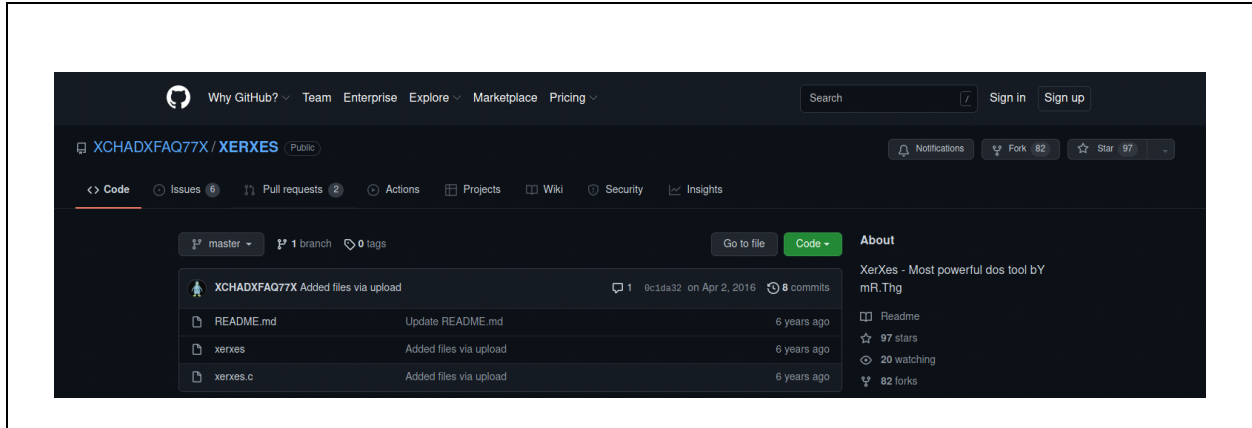 Why GitHub? Team Enterprise Explore Marketplace Pricing Search / Sign in Sign up
XCHADXFAQ77X / XERXES Public Notifications Fork 82 Star 97
<> Code Issues 6 Pull requests 2 Actions Projects Wiki Security Insights
master 1 branch 0 tags Go to file Code
About
XerXes - Most powerful dos tool bY
mR.Thg
XCHADXFAQ77X Added files via upload 1 0c1da32 on Apr 2, 2016 8 commits
README.md Update README.md 6 years ago
xerxes Added files via upload 6 years ago
xerxes.c Added files via upload 6 years ago
Readme
97 stars
20 watching
82 forks